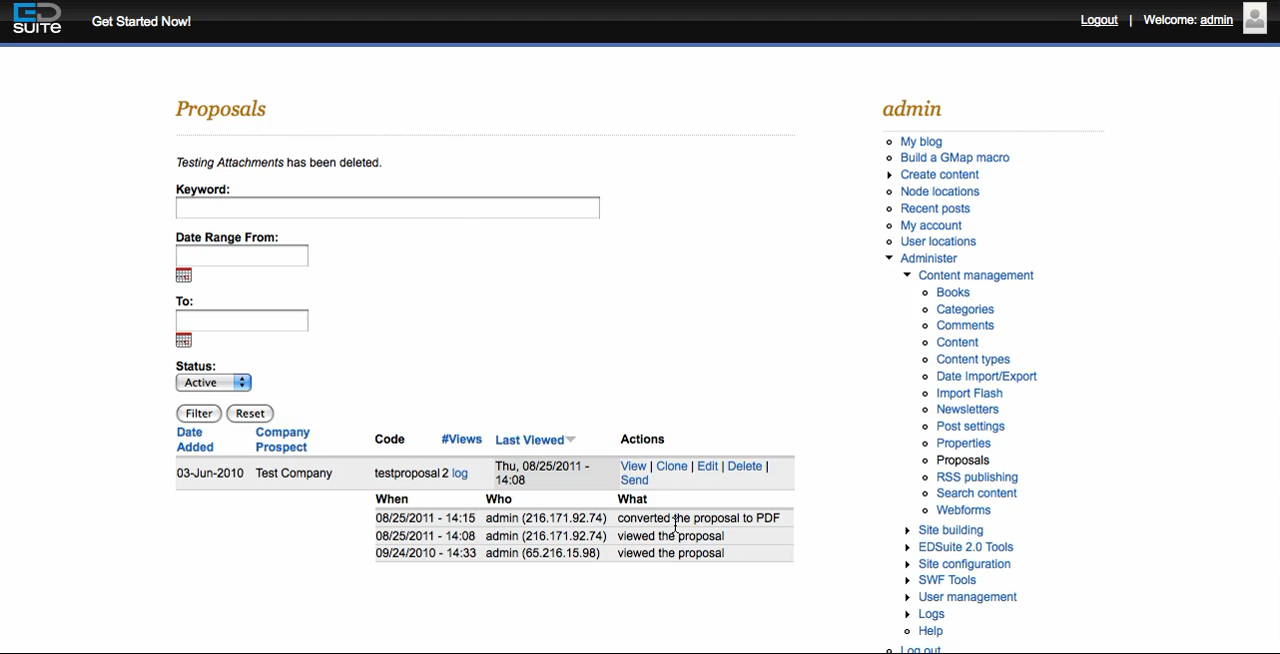 ED SUITE
Get Started Now!
Logout | Welcome: admin
Proposals
Testing Attachments has been deleted.
Keyword:
Date Range From:
To:
Status:
Active
Filter Reset
Date Added Company Prospect Code #Views Last Viewed Actions
03-Jun-2010 Test Company testproposal 2 log Thu, 08/25/2011 - 14:08 View | Clone | Edit | Delete | Send
When Who What
08/25/2011 - 14:15 admin (216.171.92.74) converted the proposal to PDF
08/25/2011 - 14:08 admin (216.171.92.74) viewed the proposal
09/24/2010 - 14:33 admin (65.216.15.98) viewed the proposal
admin
My blog
Build a GMap macro
Create content
Node locations
Recent posts
My account
User locations
Administer
Content management
Books
Categories
Comments
Content
Content types
Date Import/Export
Import Flash
Newsletters
Post settings
Properties
Proposals
RSS publishing
Search content
Webforms
Site building
EDSuite 2.0 Tools
Site configuration
SWF Tools
User management
Logs
Help
Log out